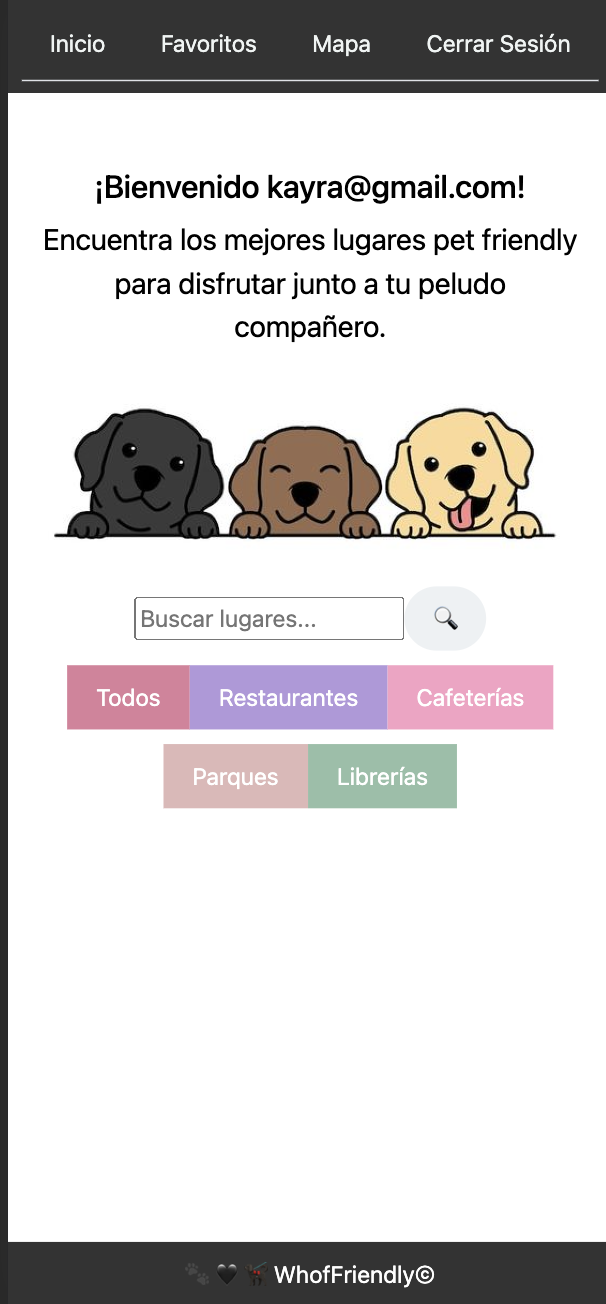 Inicio Favoritos Mapa Cerrar Sesión
¡Bienvenido kayra@gmail.com!
Encuentra los mejores lugares pet friendly
para disfrutar junto a tu peludo
compañero.
Buscar lugares...
Todos Restaurantes Cafeterías
Parques Librerías
WhofFriendly©